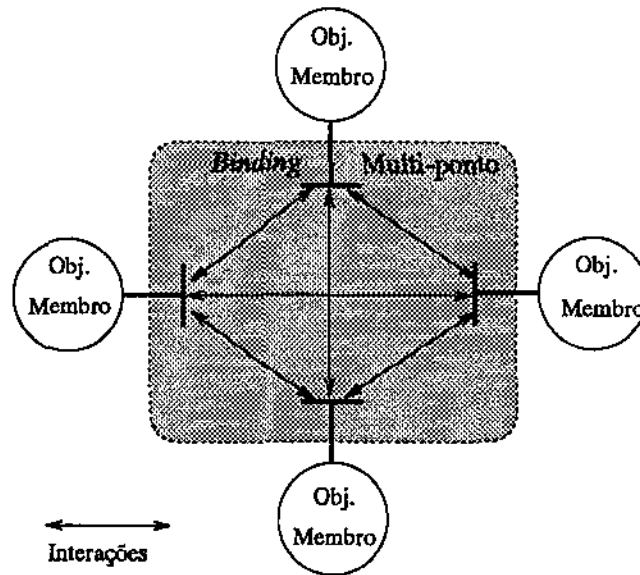 Obj.
Membro
Binding Multi-ponto
Obj.
Membro
Obj.
Membro
Obj.
Membro
Interações